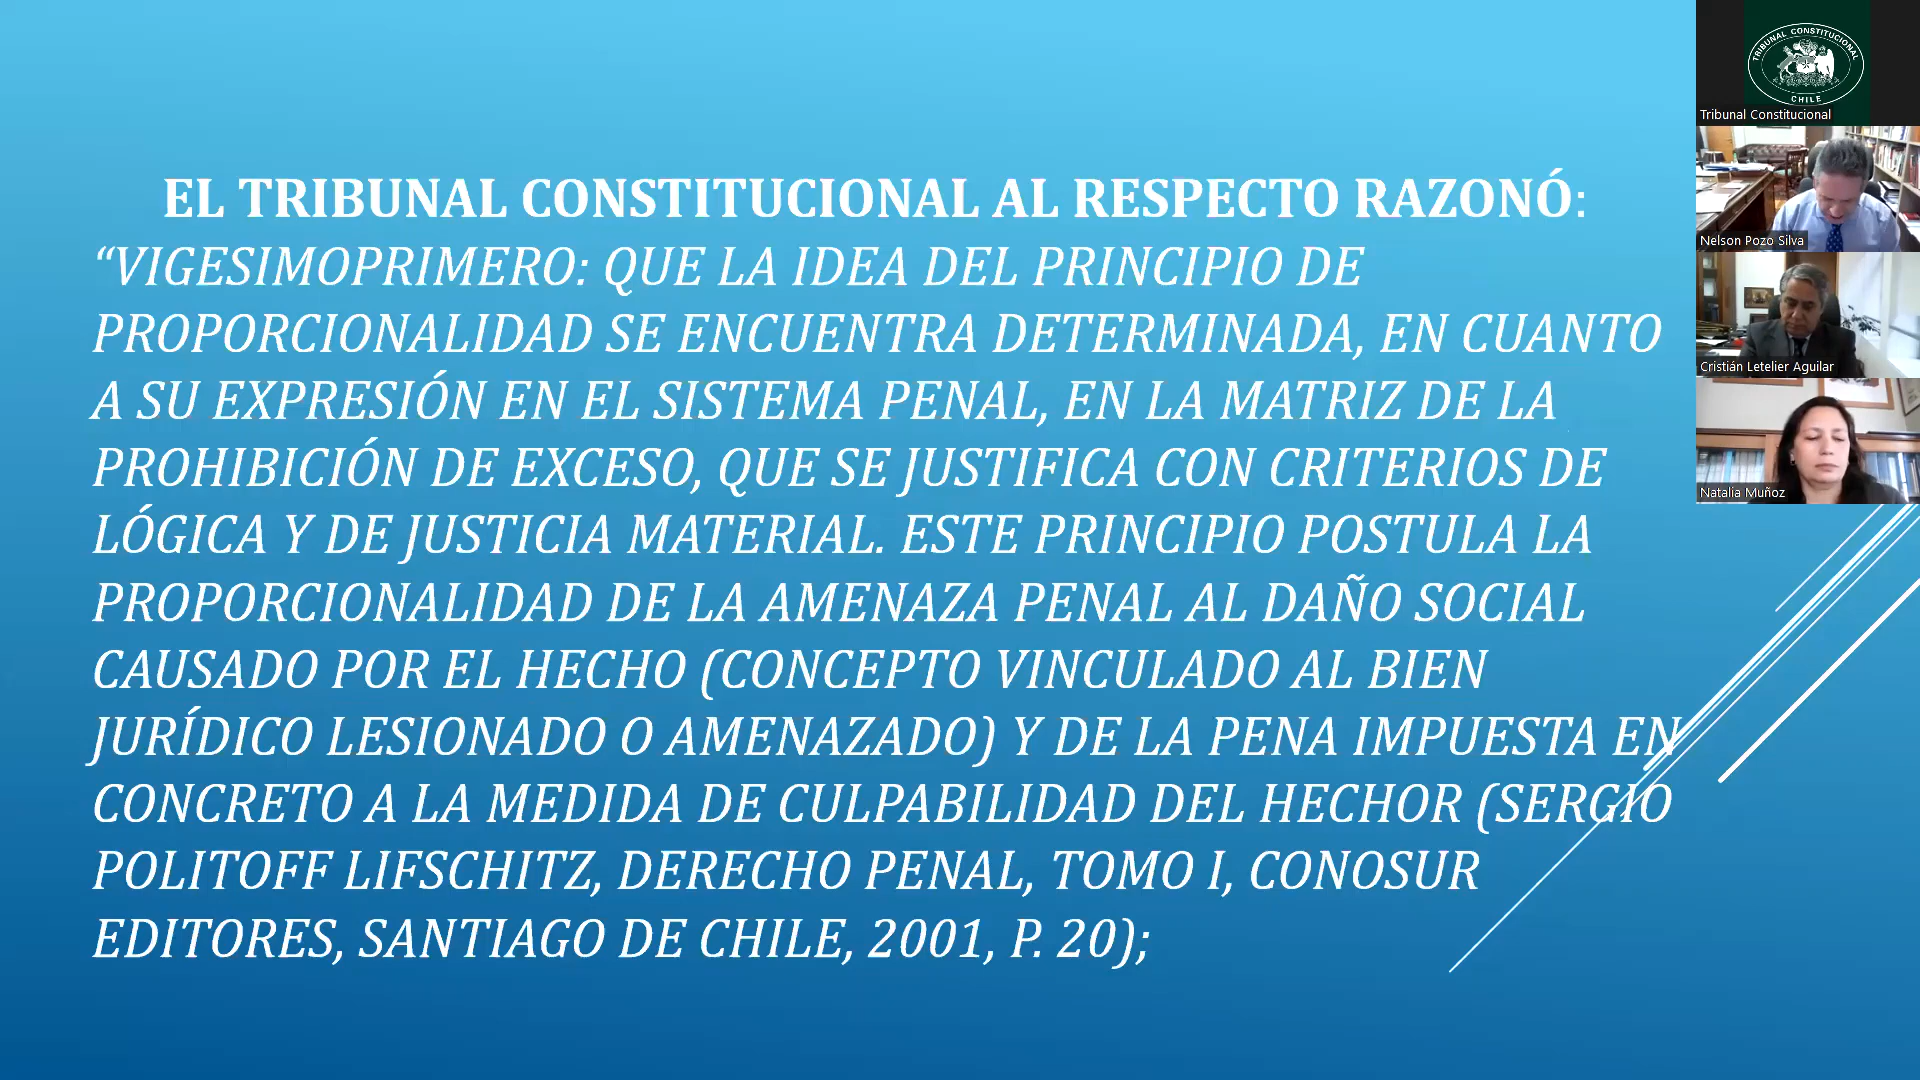 EL TRIBUNAL CONSTITUCIONAL AL RESPECTO RAZONÓ:
“VIGESIMOPRIMERO: QUE LA IDEA DEL PRINCIPIO DE
PROPORCIONALIDAD SE ENCUENTRA DETERMINADA, EN CUANTO
A SU EXPRESIÓN EN EL SISTEMA PENAL, EN LA MATRIZ DE LA
PROHIBICIÓN DE EXCESO, QUE SE JUSTIFICA CON CRITERIOS DE
LÓGICA Y DE JUSTICIA MATERIAL. ESTE PRINCIPIO POSTULA LA
PROPORCIONALIDAD DE LA AMENAZA PENAL AL DAÑO SOCIAL
CAUSADO POR EL HECHO (CONCEPTO VINCULADO AL BIEN
JURÍDICO LESIONADO O AMENAZADO) Y DE LA PENA IMPUESTA EN
CONCRETO A LA MEDIDA DE CULPABILIDAD DEL HECHOR (SERGIO
POLITOFF LIFSCHITZ, DERECHO PENAL, TOMO I, CONOSUR
EDITORES, SANTIAGO DE CHILE, 2001, P. 20);
TRIBUNAL CONSTITUCIONAL
CHILE
Tribunal Constitucional
Nelson Pozo Silva
Cristián Letelier Aguilar
Natalia Muñoz